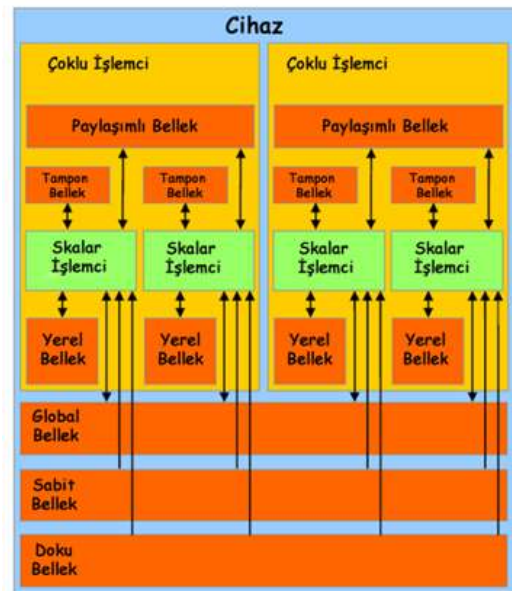 Cihaz
Çoklu İşlemci
Paylaşımlı Bellek
Tampon
Bellek
Tampon
Bellek
Skalar
İşlemci
Skalar
İşlemci
Yerel
Bellek
Yerel
Bellek
Çoklu İşlemci
Paylaşımlı Bellek
Tampon
Bellek
Tampon
Bellek
Skalar
İşlemci
Skalar
İşlemci
Yerel
Bellek
Yerel
Bellek
Global
Bellek
Sabit
Bellek
Doku
Bellek